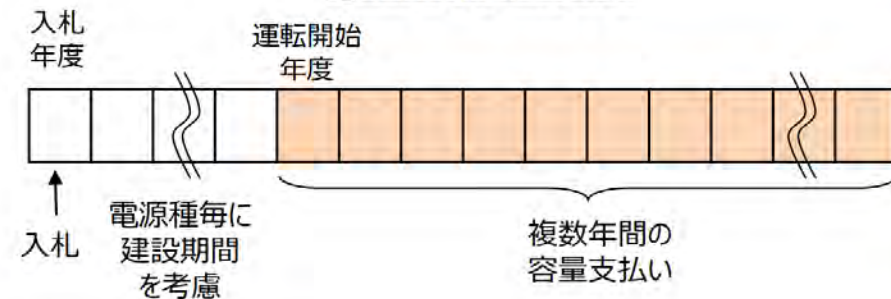 入札
年度
運転開始
年度
入札
電源種毎に
建設期間
を考慮
複数年間の
容量支払い